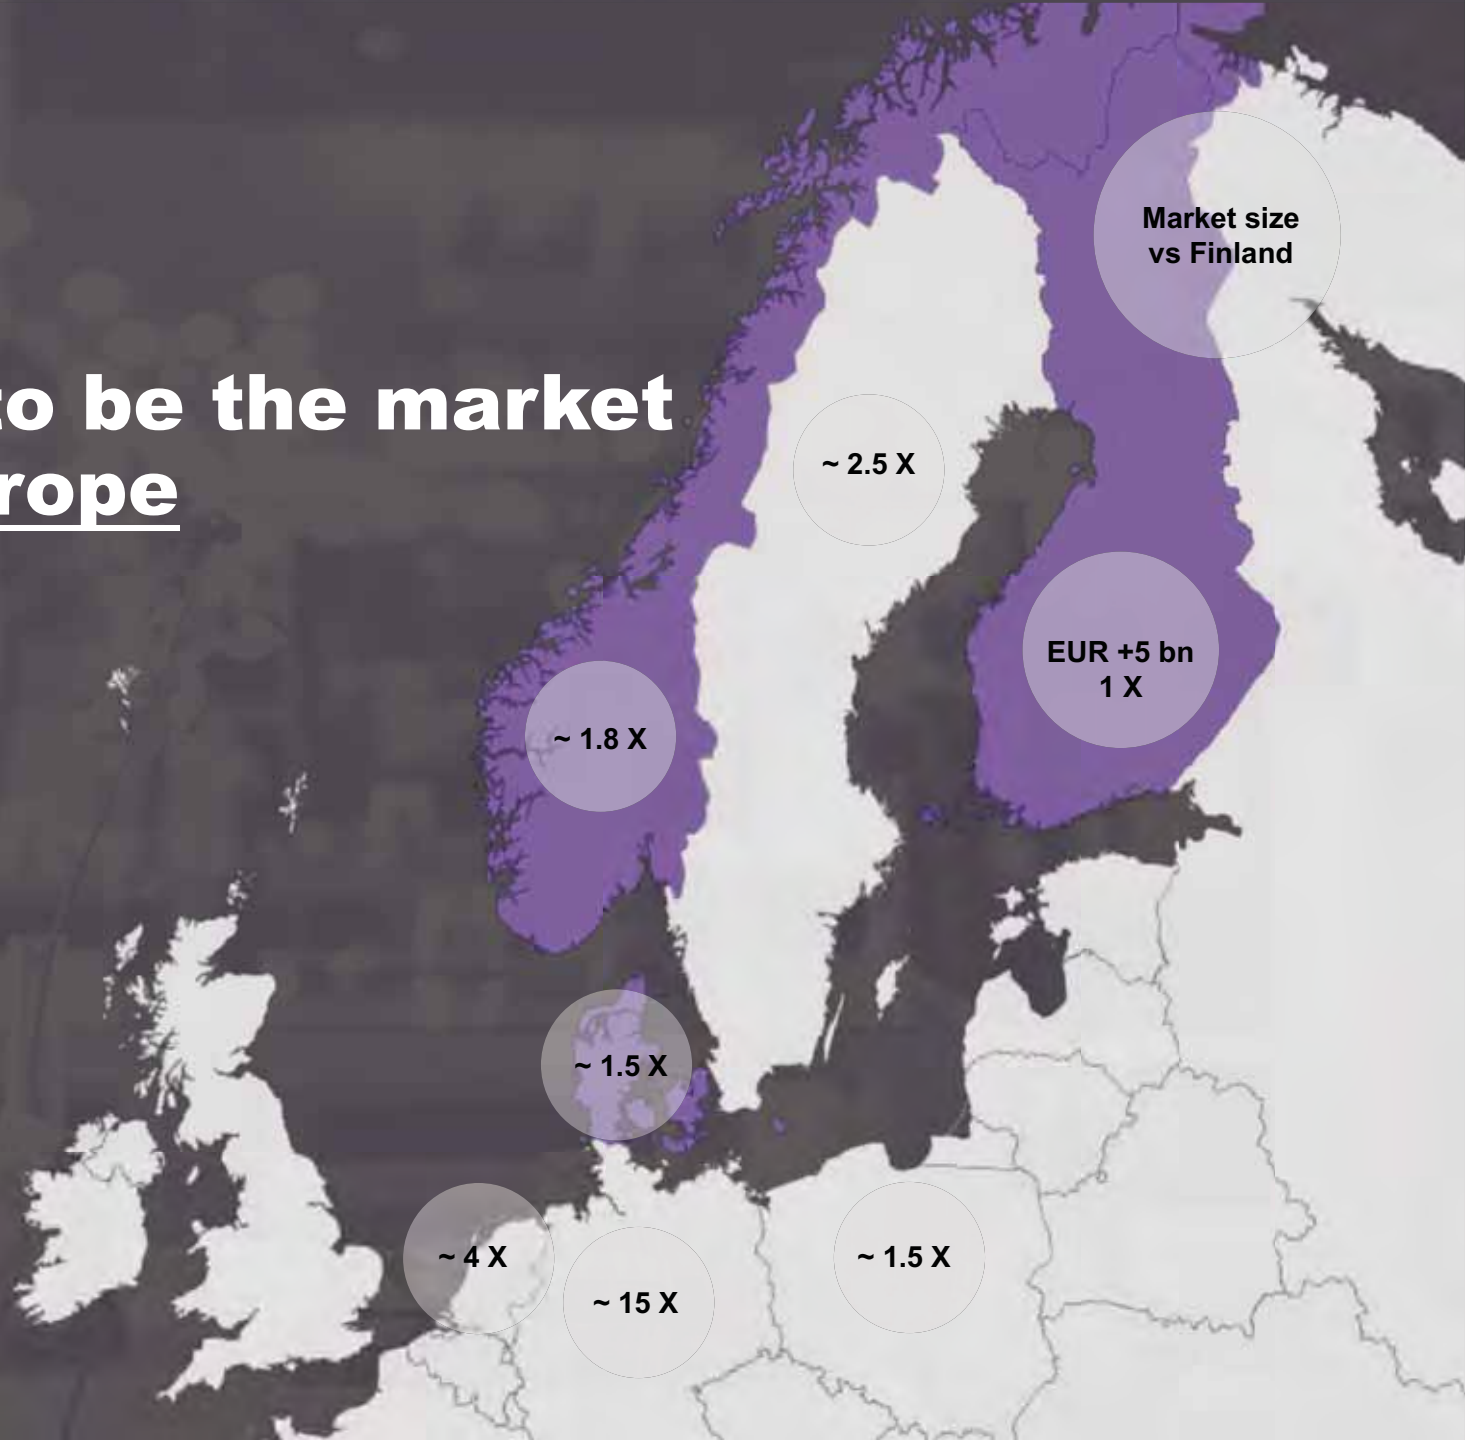 Market size
vs Finland
to be the market
rope
~ 2.5 X
EUR +5 bn
1 X
~ 1.8 X
~ 1.5 X
~ 4 X
~ 15 X
~ 1.5 X